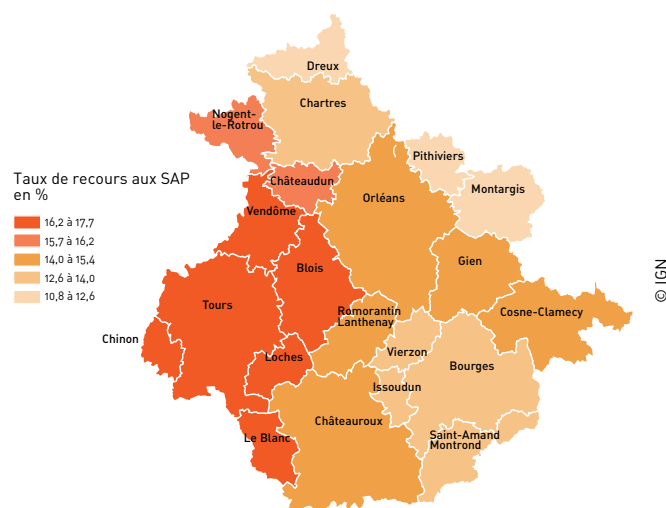 Dreux
Chartres
Nogent-
le-Rotrou
Pithiviers
Taux de recours aux SAP
en %
Châteaudun
Montargis
Orléans
16,2 à 17,7
15,7 à 16,2
14,0 à 15,4
12,6 à 14,0
10,8 à 12,6
Vendôme
Blois
Gien
© IGN
Tours
Romorantin
Lanthenay
Cosne-Clamecy
Chinon
Loches
Vierzon
Bourges
Issoudun
Châteauroux
Le Blanc
Saint-Amand
Montrond